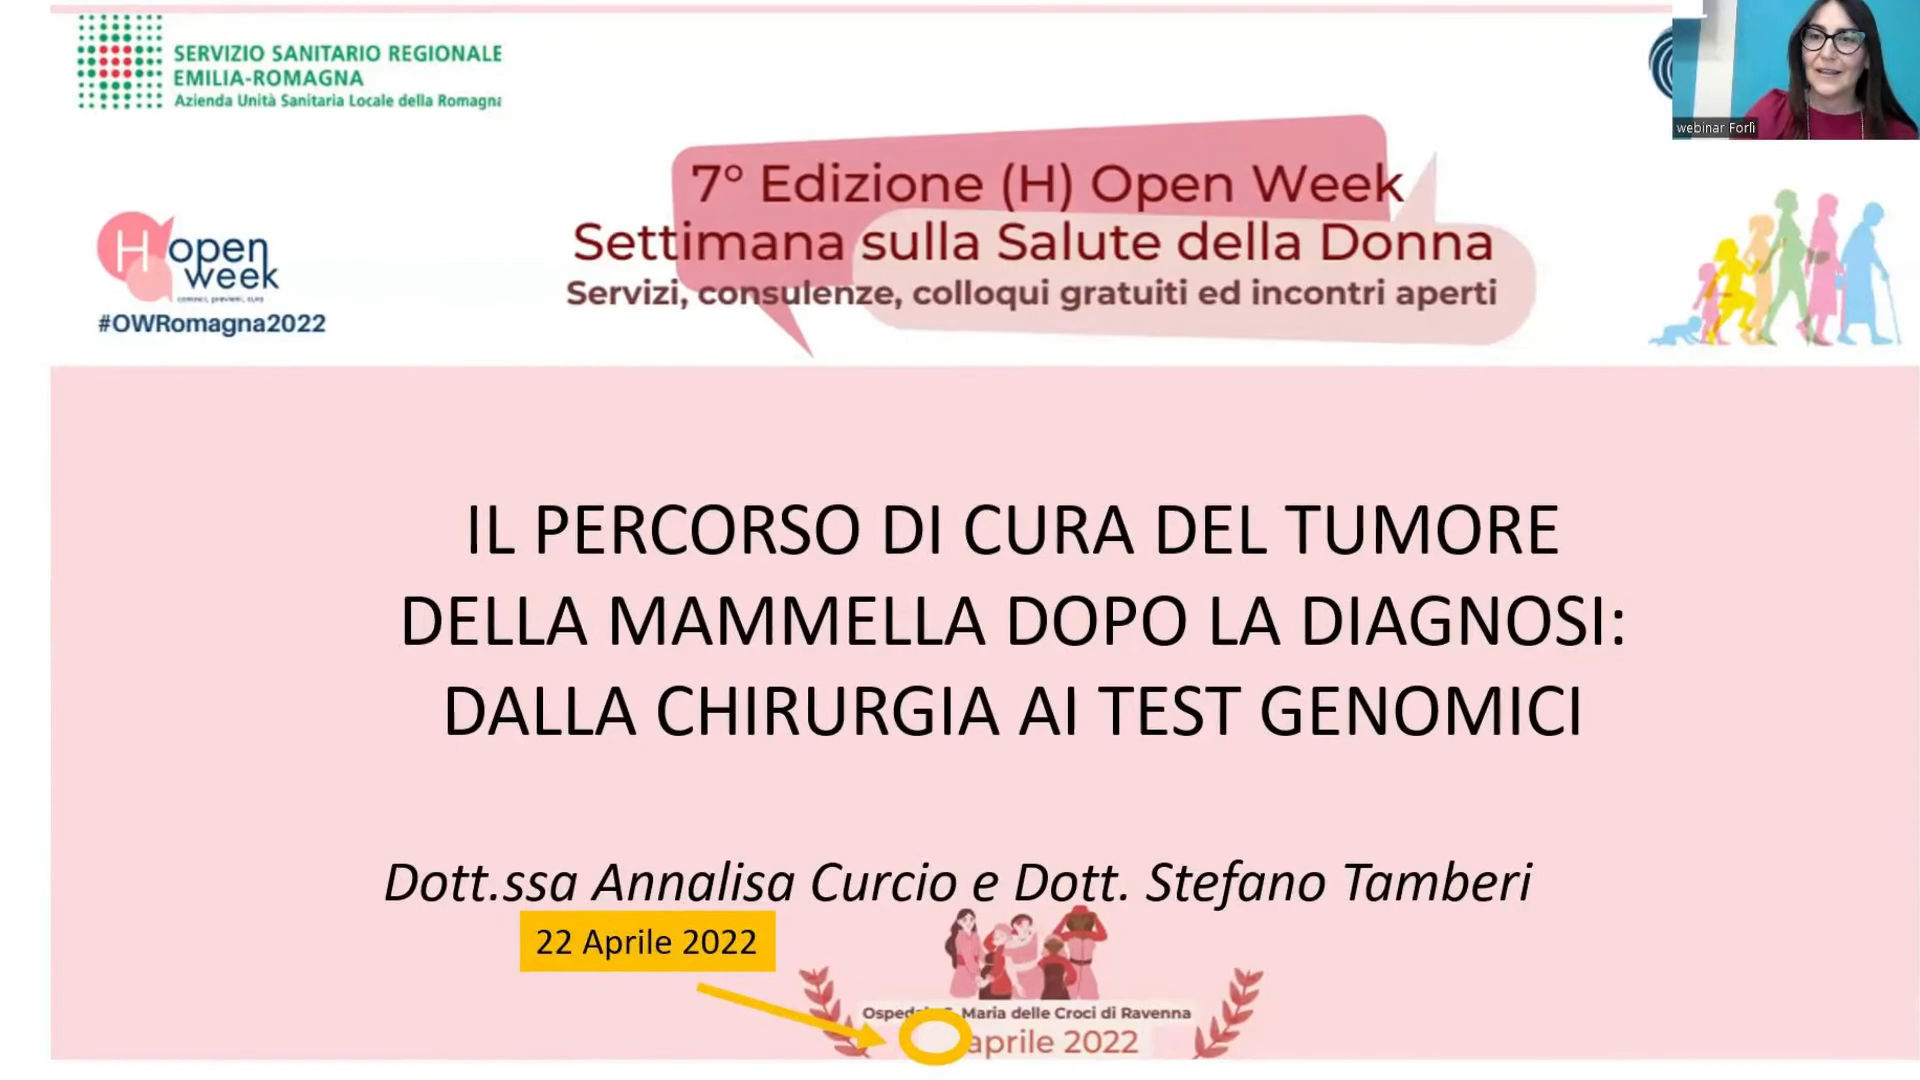 SERVIZIO SANITARIO REGIONALE
EMILIA-ROMAGNA
Azienda Unità Sanitaria Locale della Romagna
webinar Forlì
7° Edizione (H) Open Week
Settimana sulla Salute della Donna
Servizi, consulenze, colloqui gratuiti ed incontri aperti
H open
week
#OWRomagna2022
IL PERCORSO DI CURA DEL TUMORE
DELLA MAMMELLA DOPO LA DIAGNOSI:
DALLA CHIRURGIA AI TEST GENOMICI
Dott.ssa Annalisa Curcio e Dott. Stefano Tamberi
22 Aprile 2022
Maria delle Croci di Ravenna
aprile 2022